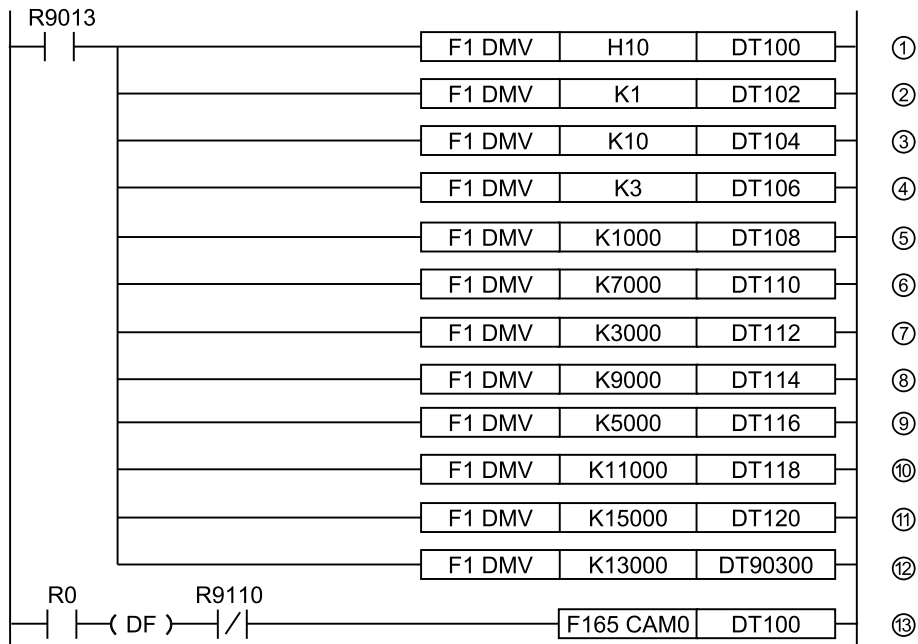 R9013
F1 DMV H10 DT100 ①
F1 DMV K1 DT102 ②
F1 DMV K10 DT104 ③
F1 DMV K3 DT106 ④
F1 DMV K1000 DT108 ⑤
F1 DMV K7000 DT110 ⑥
F1 DMV K3000 DT112 ⑦
F1 DMV K9000 DT114 ⑧
F1 DMV K5000 DT116 ⑨
F1 DMV K11000 DT118 ⑩
F1 DMV K15000 DT120 ⑪
F1 DMV K13000 DT90300 ⑫
R0 R9110
( DF ) F165 CAM0 DT100 ⑬